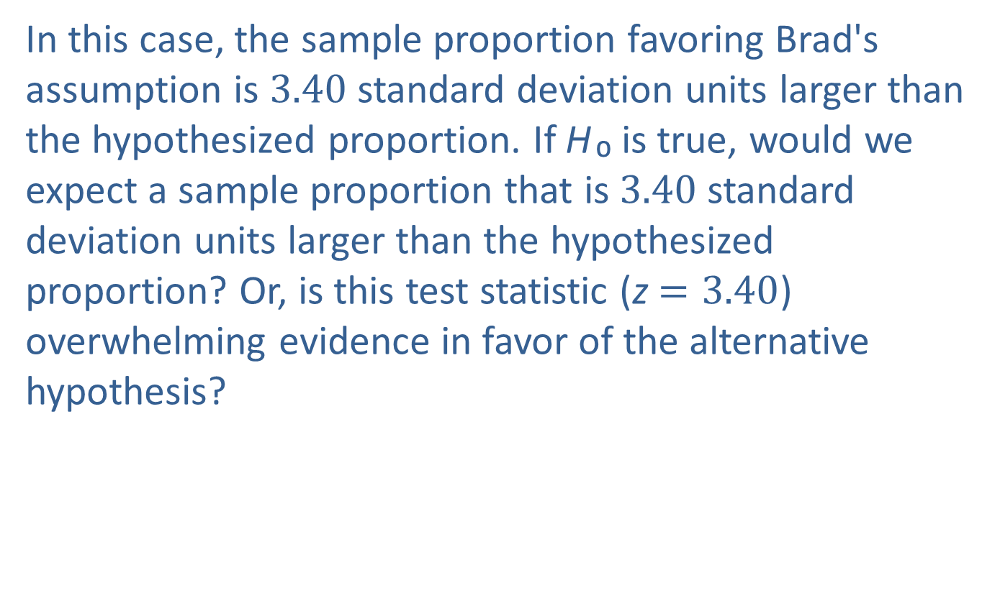 In this case, the sample proportion favoring Brad's
assumption is 3.40 standard deviation units larger than
the hypothesized proportion. If H₀ is true, would we
expect a sample proportion that is 3.40 standard
deviation units larger than the hypothesized
proportion? Or, is this test statistic (z = 3.40)
overwhelming evidence in favor of the alternative
hypothesis?